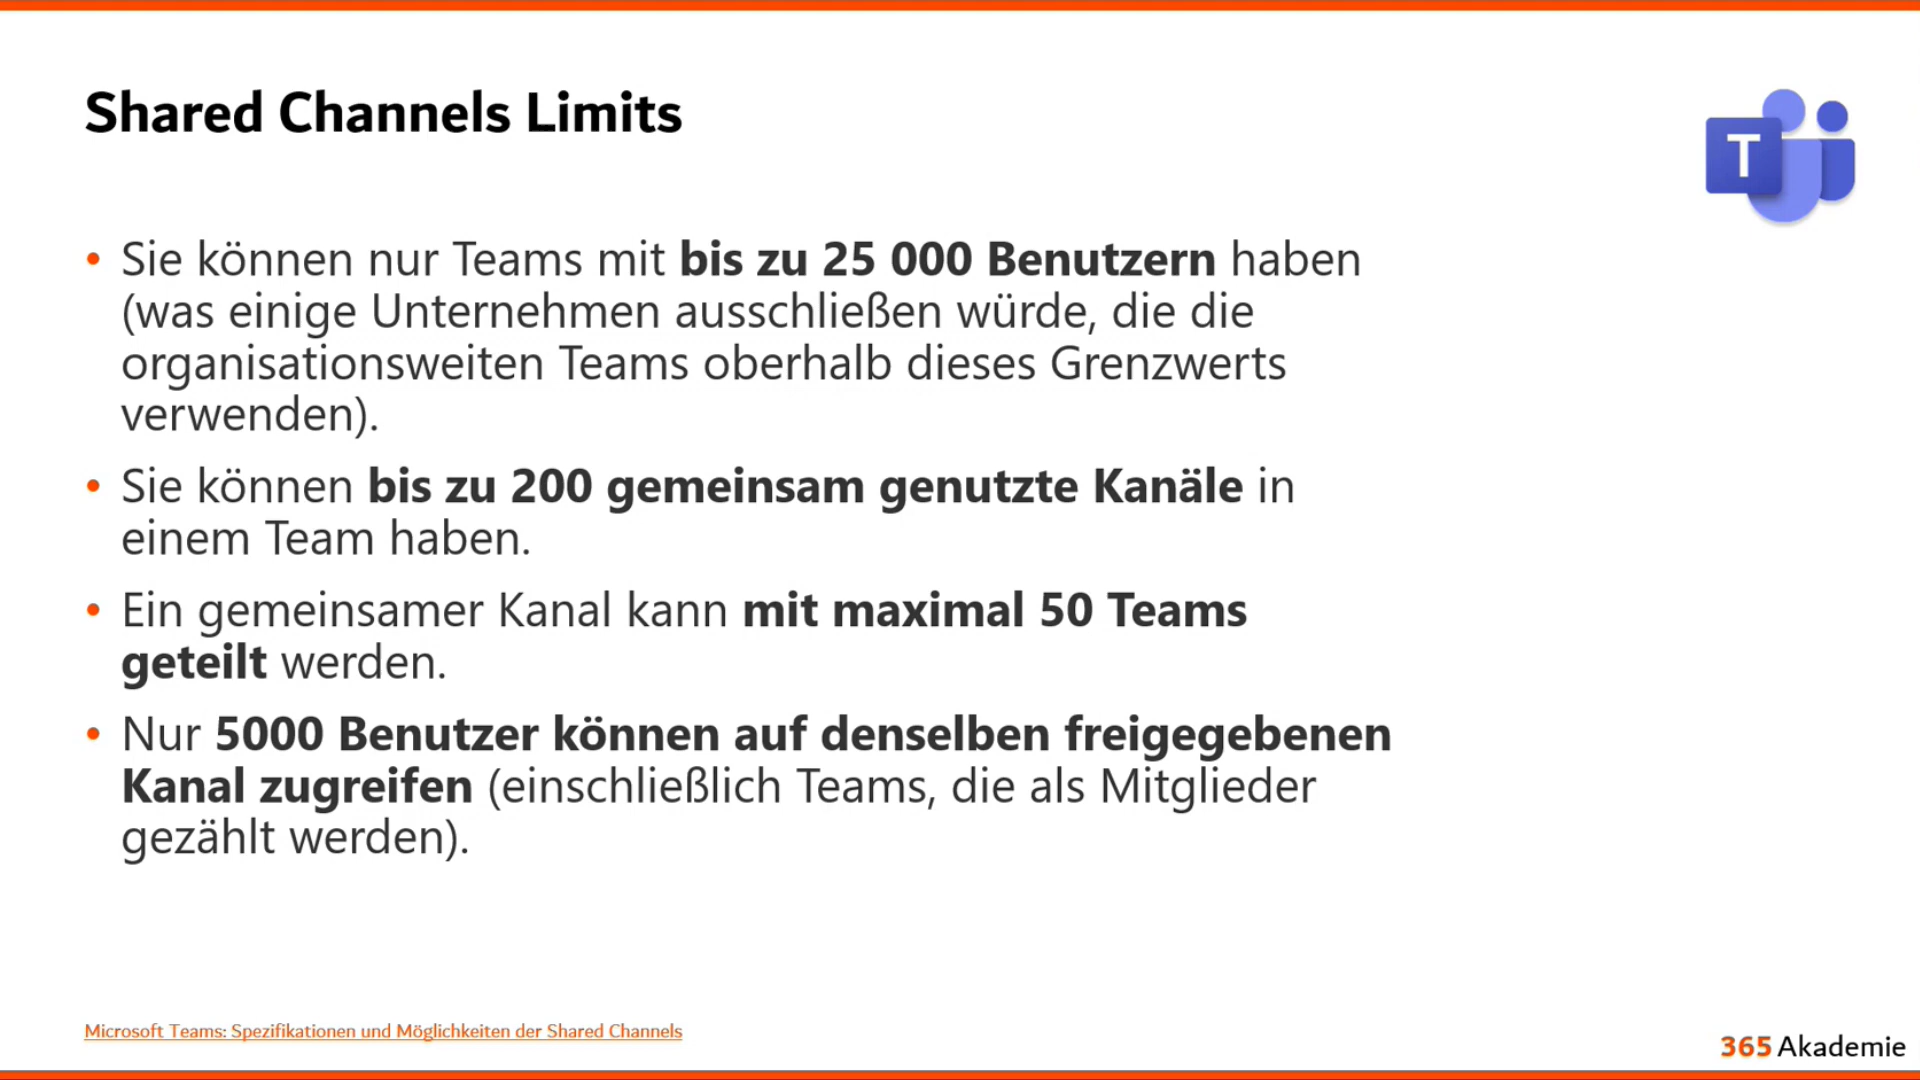 Shared Channels Limits
T
• Sie können nur Teams mit bis zu 25 000 Benutzern haben
(was einige Unternehmen ausschließen würde, die die
organisationsweiten Teams oberhalb dieses Grenzwerts
verwenden).
• Sie können bis zu 200 gemeinsam genutzte Kanäle in
einem Team haben.
• Ein gemeinsamer Kanal kann mit maximal 50 Teams
geteilt werden.
• Nur 5000 Benutzer können auf denselben freigegebenen
Kanal zugreifen (einschließlich Teams, die als Mitglieder
gezählt werden).
Microsoft Teams: Spezifikationen und Möglichkeiten der Shared Channels
365 Akademie